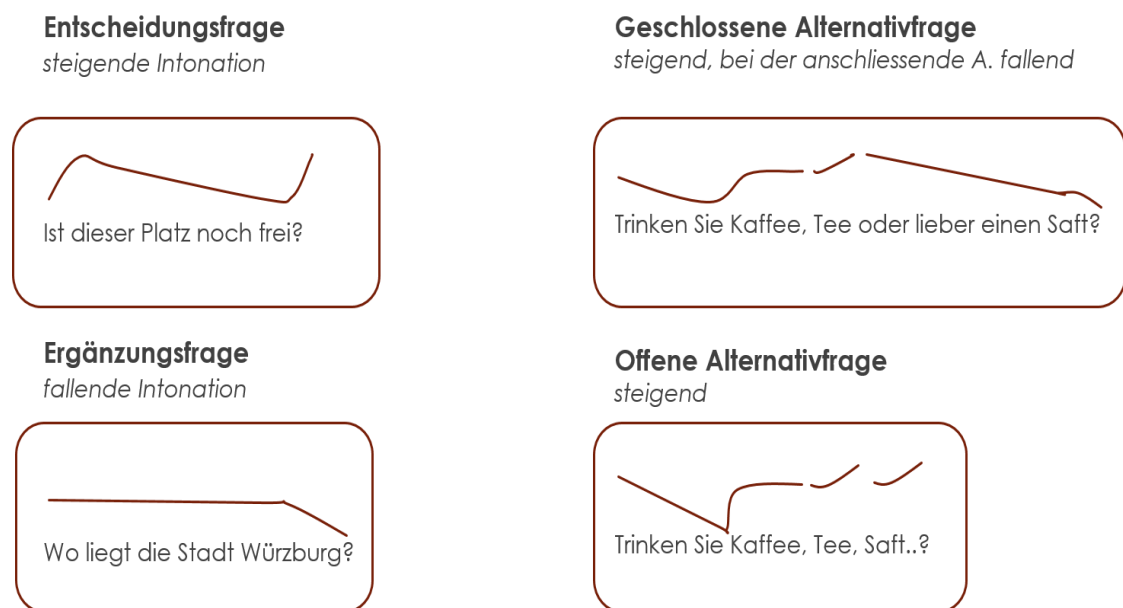 Entscheidungsfrage
steigende Intonation
Ist dieser Platz noch frei?
Geschlossene Alternativfrage
steigend, bei der anschliessende A. fallend
Trinken Sie Kaffee, Tee oder lieber einen Saft?
Ergänzungsfrage
fallende Intonation
Wo liegt die Stadt Würzburg?
Offene Alternativfrage
steigend
Trinken Sie Kaffee, Tee, Saft..?